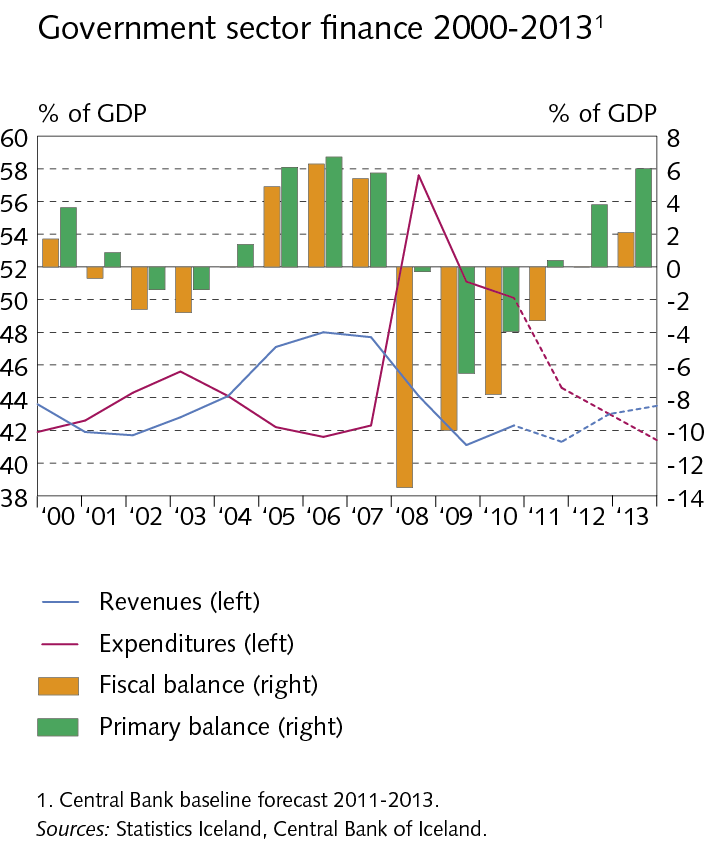 Government sector finance 2000-2013¹
% of GDP % of GDP
60 8
58 6
56 4
54 2
52 0
50 -2
48 -4
46 -6
44 -8
42 -10
40 -12
38 -14
‘00 ‘01 ‘02 ‘03 ‘04 ‘05 ‘06 ‘07 ‘08 ‘09 ‘10 ‘11 ‘12 ‘13
Revenues (left)
Expenditures (left)
Fiscal balance (right)
Primary balance (right)
1. Central Bank baseline forecast 2011-2013.
Sources: Statistics Iceland, Central Bank of Iceland.